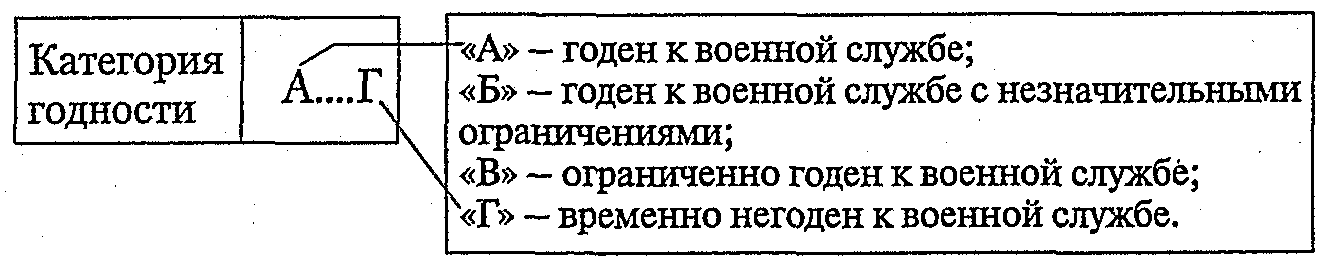 Категория
годности
А....Г
«А» – годен к военной службе;
«Б» – годен к военной службе с незначительными
ограничениями;
«В» – ограниченно годен к военной службе;
«Г» – временно негоден к военной службе.